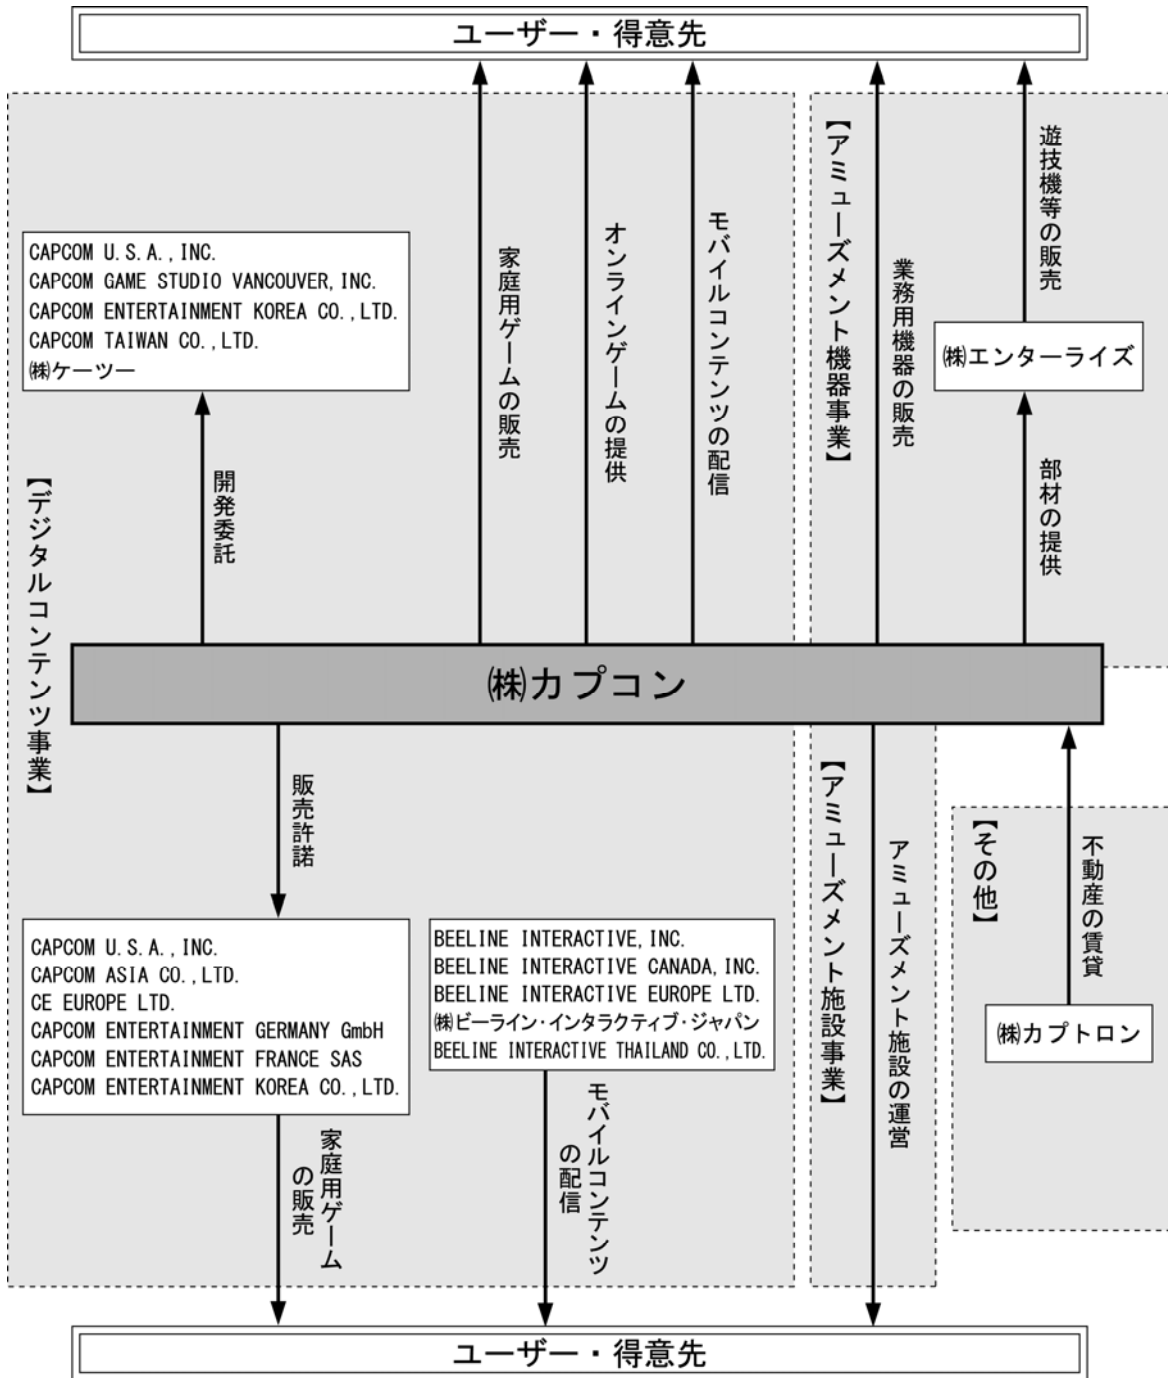 ユーザー・得意先
【デジタルコンテンツ事業】
CAPCOM U.S.A.,INC.
CAPCOM GAME STUDIO VANCOUVER,INC.
CAPCOM ENTERTAINMENT KOREA CO.,LTD.
CAPCOM TAIWAN CO.,LTD.
㈱ケーツー
開発委託
家庭用ゲームの販売
オンラインゲームの提供
モバイルコンテンツの配信
【アミューズメント機器事業】
業務用機器の販売
遊技機等の販売
㈱エンターライズ
部材の提供
㈱カプコン
販売許諾
CAPCOM U.S.A.,INC.
CAPCOM ASIA CO.,LTD.
CE EUROPE LTD.
CAPCOM ENTERTAINMENT GERMANY GmbH
CAPCOM ENTERTAINMENT FRANCE SAS
CAPCOM ENTERTAINMENT KOREA CO.,LTD.
家庭用ゲーム
の販売
BEELINE INTERACTIVE,INC.
BEELINE INTERACTIVE CANADA,INC.
BEELINE INTERACTIVE EUROPE LTD.
㈱ビーライン・インタラクティブ・ジャパン
BEELINE INTERACTIVE THAILAND CO.,LTD.
モバイルコンテンツ
の配信
【アミューズメント施設事業】
アミューズメント施設の運営
【その他】
不動産の賃貸
㈱カプトロン
ユーザー・得意先